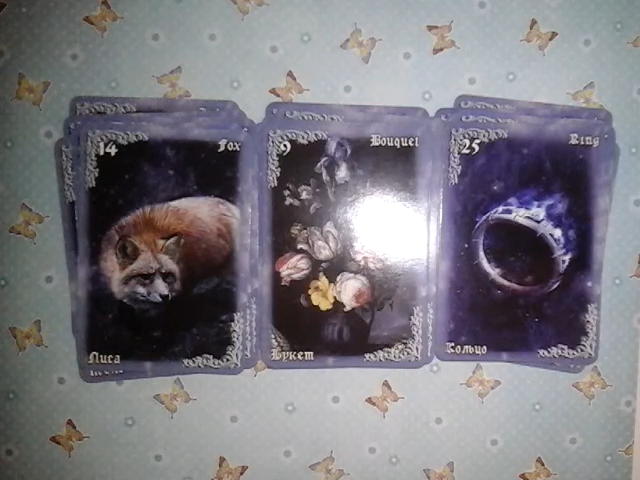 14 Fox
Лиса
9 Bouquet
Букет
25 Ring
Кольцо